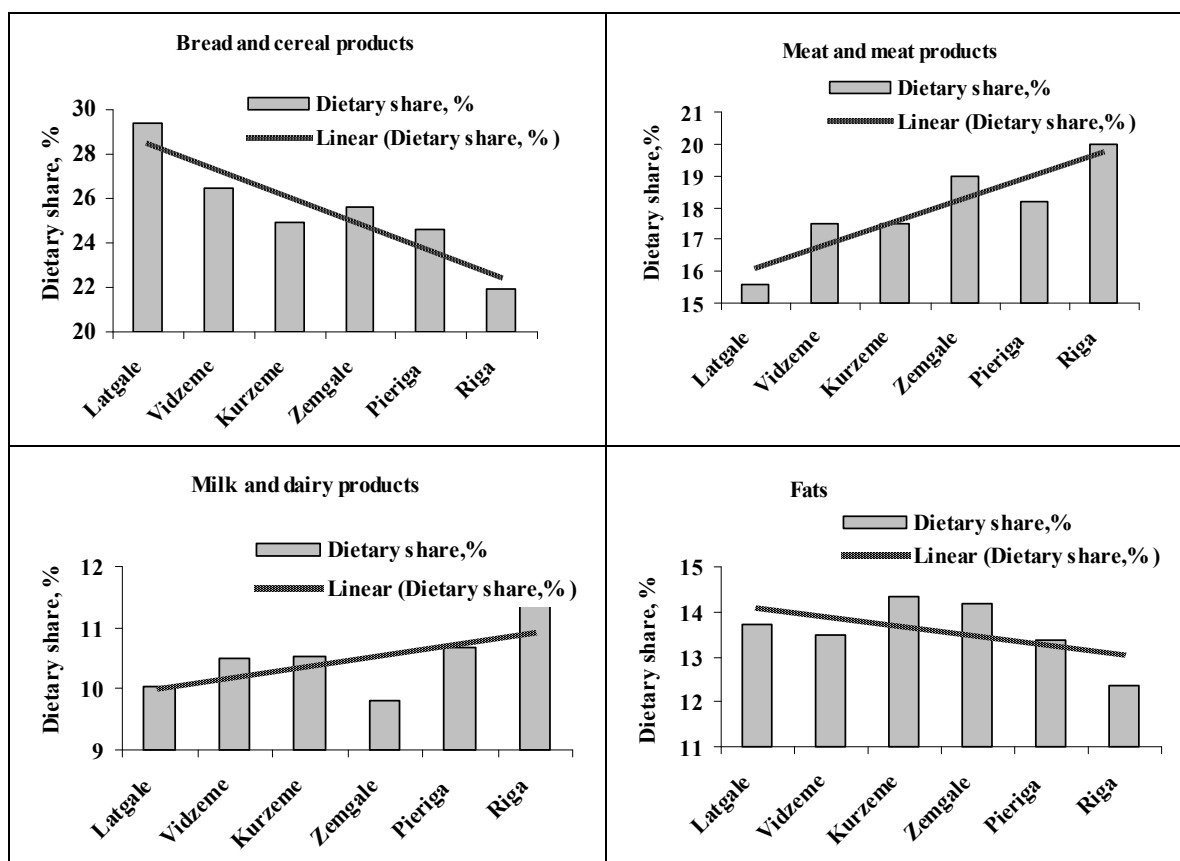 Bread and cereal products
Dietary share, %
Linear (Dietary share, %)
Dietary share, %
30
28
26
24
22
20
Latgale
Vidzeme
Kurzeme
Zemgale
Pieriga
Riga
Meat and meat products
Dietary share,%
Linear (Dietary share,%)
Dietary share,%
21
20
19
18
17
16
15
Latgale
Vidzeme
Kurzeme
Zemgale
Pieriga
Riga
Milk and dairy products
Dietary share,%
Linear (Dietary share,%)
Dietary share, %
12
11
10
9
Latgale
Vidzeme
Kurzeme
Zemgale
Pieriga
Riga
Fats
Dietary share,%
Linear (Dietary share,%)
Dietary share,%
15
14
13
12
11
Latgale
Vidzeme
Kurzeme
Zemgale
Pieriga
Riga